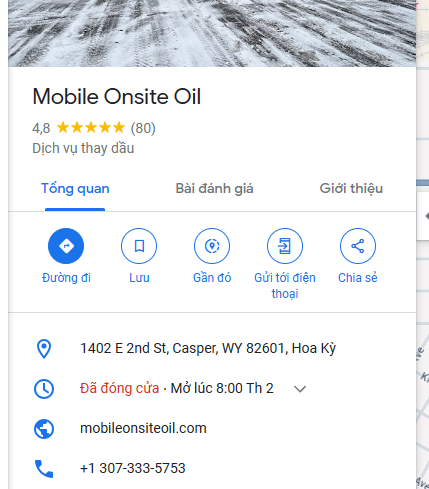 Mobile Onsite Oil
4,8 ★★★★★ (80)
Dịch vụ thay dầu
Tổng quan Bài đánh giá Giới thiệu
Đường đi Lưu Gần đó Gửi tới điện thoại Chia sẻ
1402 E 2nd St, Casper, WY 82601, Hoa Kỳ
Đã đóng cửa · Mở lúc 8:00 Th 2
mobileonsiteoil.com
+1 307-333-5753